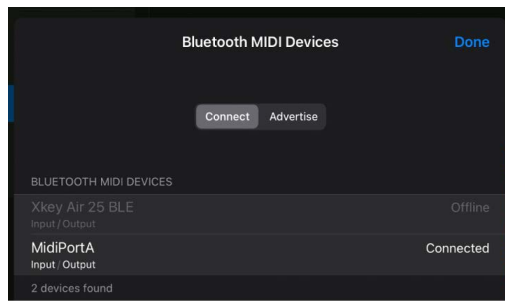 Bluetooth MIDI Devices
Done
Connect
Advertise
BLUETOOTH MIDI DEVICES
Xkey Air 25 BLE
Offline
Input / Output
MidiPortA
Connected
Input / Output
2 devices found